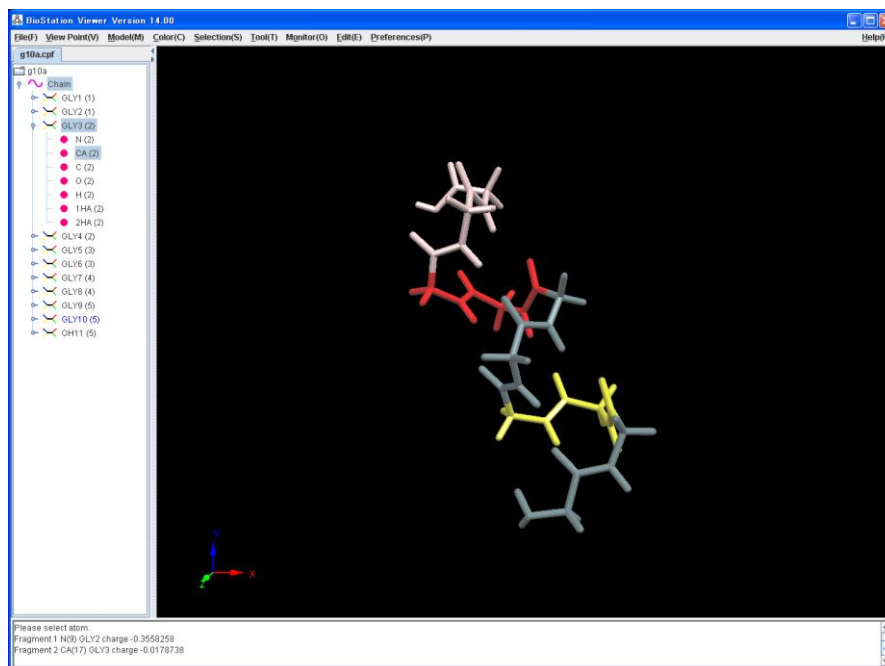 BioStation Viewer Version 14.00
File(F) View Point(V) Model(M) Color(C) Selection(S) Tool(T) Monitor(O) Edit(E) Preferences(P) Help(
g10a.cpf
g10a
Chain
GLY1 (1)
GLY2 (1)
GLY3 (2)
N (2)
CA (2)
C (2)
O (2)
H (2)
1HA (2)
2HA (2)
GLY4 (2)
GLY5 (3)
GLY6 (3)
GLY7 (4)
GLY8 (4)
GLY9 (5)
GLY10 (5)
OH11 (5)
y
x
z
Please select atom.
Fragment 1 N(9) GLY2 charge -0.3558258
Fragment 2 CA(17) GLY3 charge -0.0178738